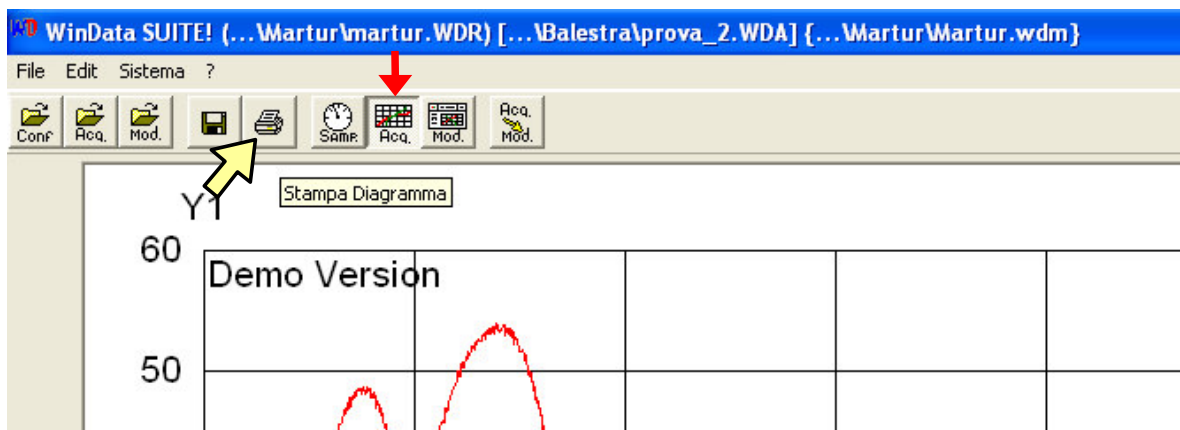 WD WinData SUITE! (...\Martur\martur.WDR) [...\Balestra\prova_2.WDA] {...\Martur\Martur.wdm}
File Edit Sistema ?
Conf Acq. Mod. Samp. Acq. Mod. Acq. Mod.
Stampa Diagramma
Y1
60
Demo Version
50